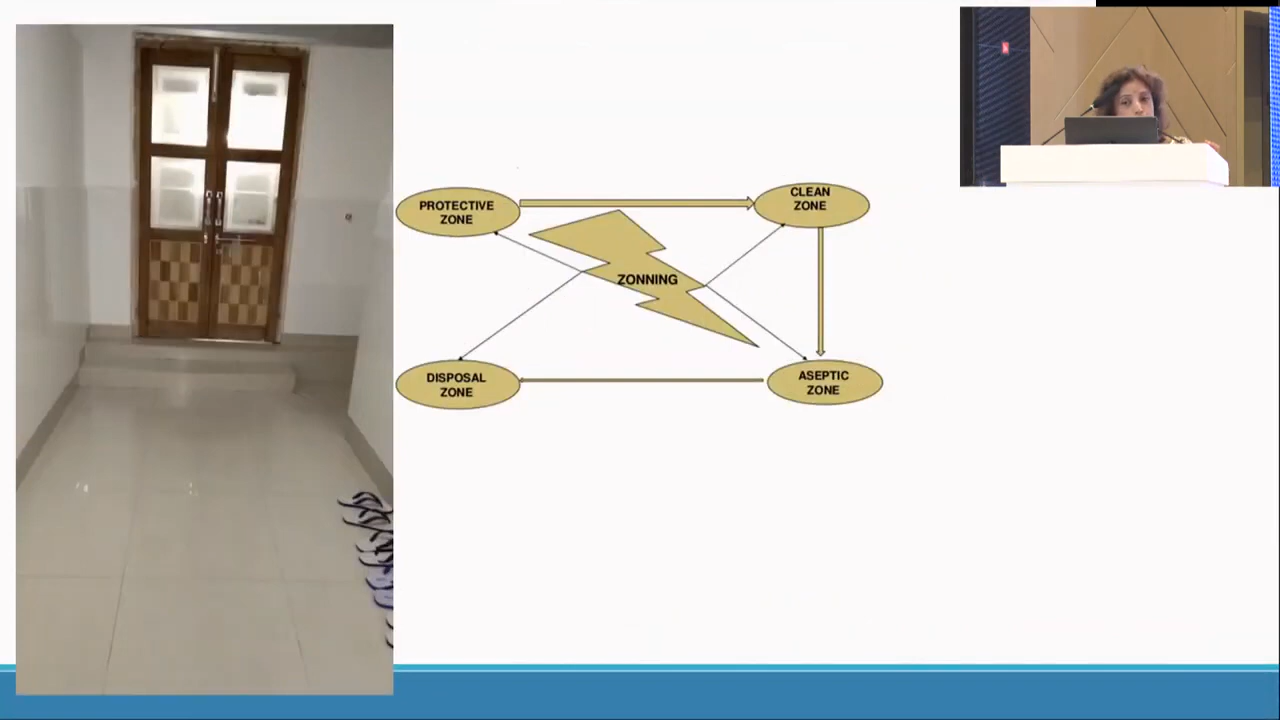 PROTECTIVE
ZONE
CLEAN
ZONE
ZONNING
DISPOSAL
ZONE
ASEPTIC
ZONE